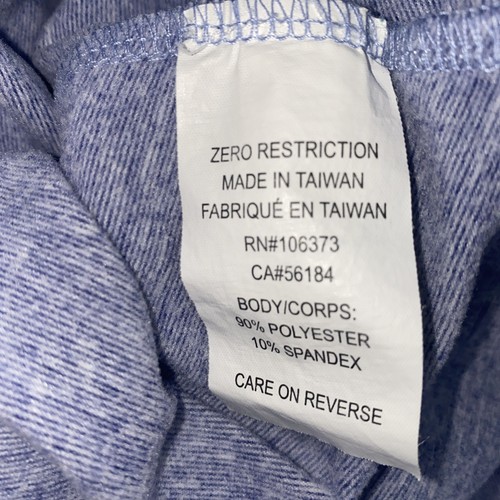 ZERO RESTRICTION
MADE IN TAIWAN
FABRIQUÉ EN TAIWAN
RN#106373
CA#56184
BODY/CORPS:
90% POLYESTER
10% SPANDEX
CARE ON REVERSE